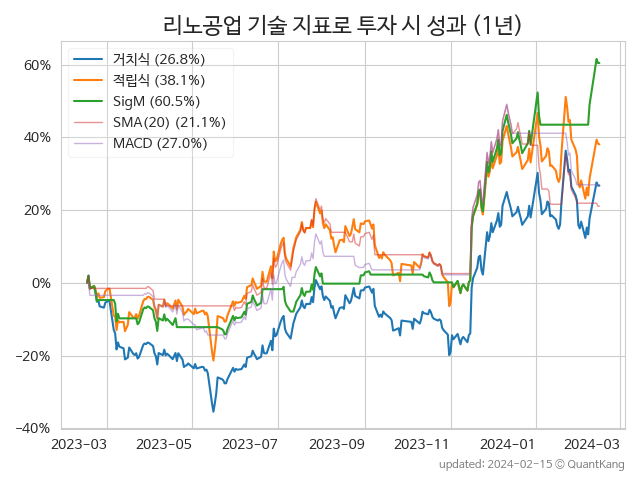 리노공업 기술 지표로 투자 시 성과 (1년)
거치식 (26.8%)
적립식 (38.1%)
SigM (60.5%)
SMA(20) (21.1%)
MACD (27.0%)
60%
40%
20%
0%
−20%
−40%
2023−03 2023−05 2023−07 2023−09 2023−11 2024−01 2024−03
updated: 2024-02-15 © QuantKang